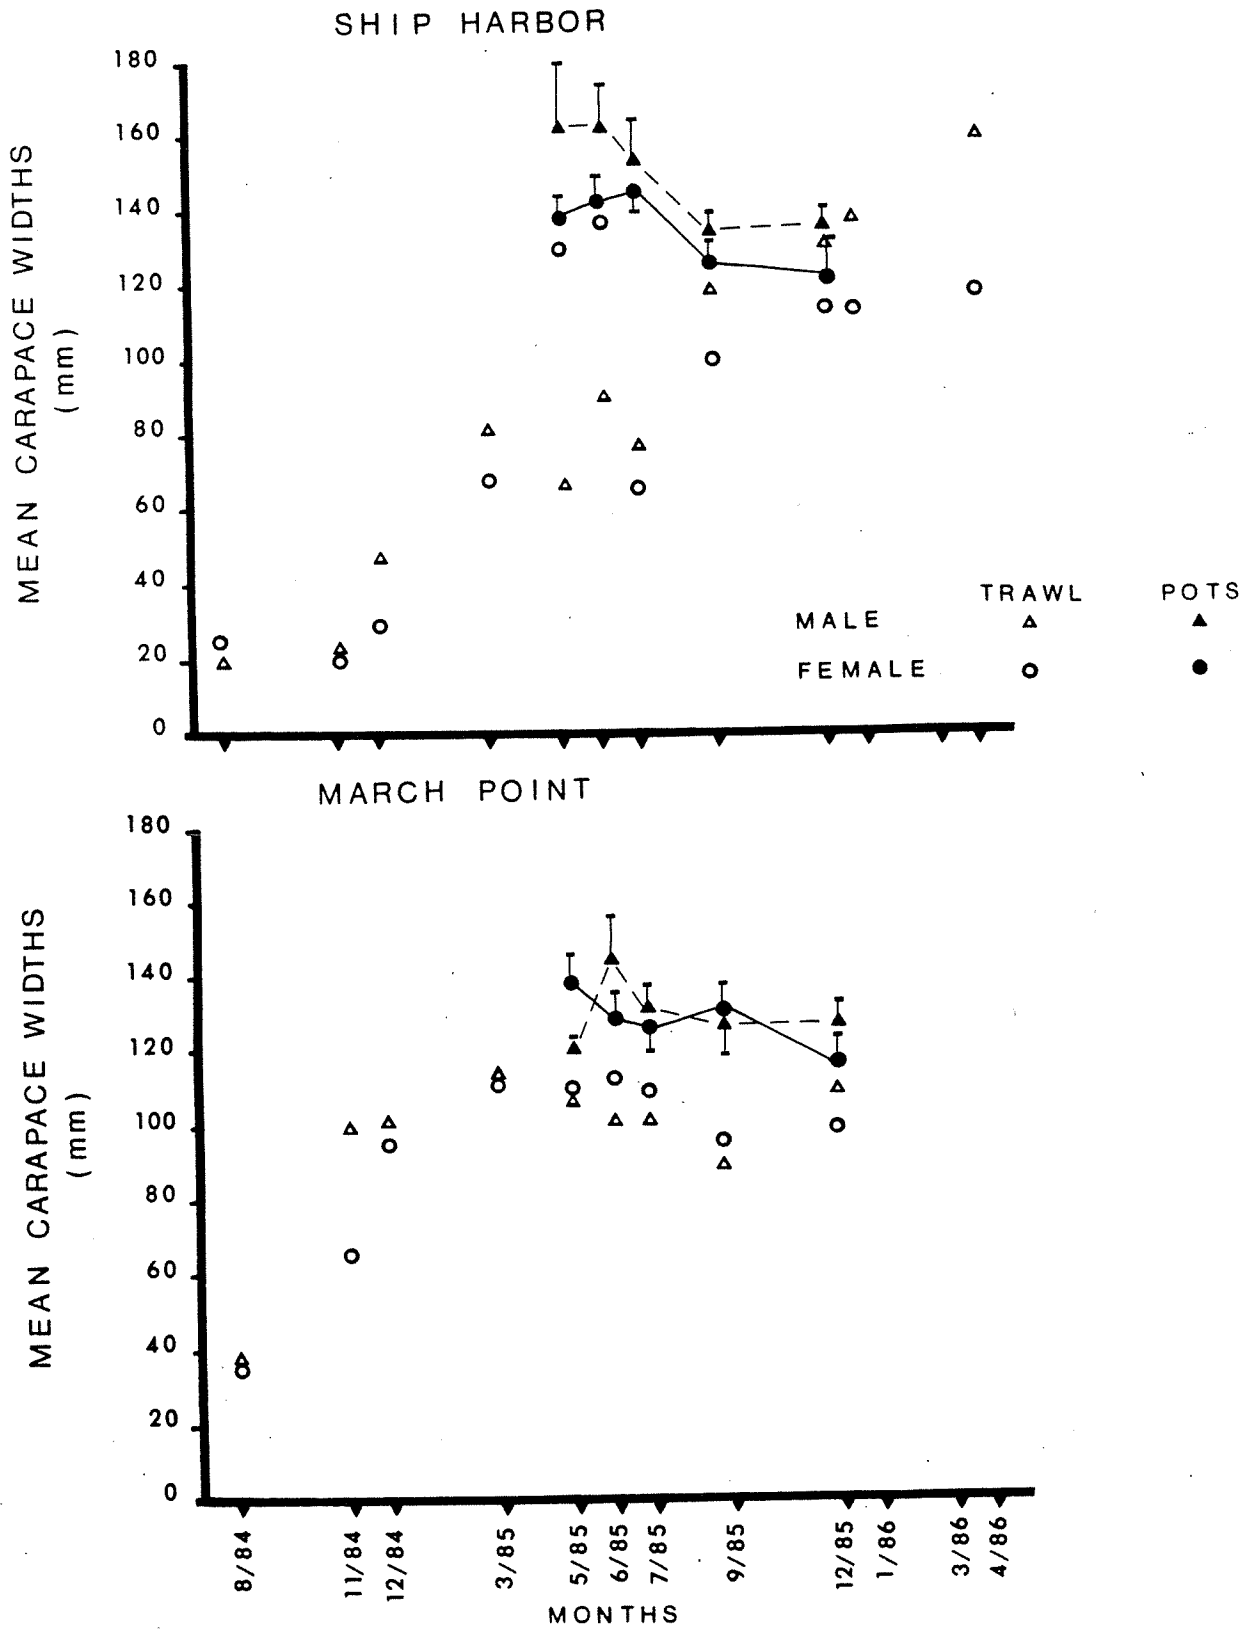 SHIP HARBOR
180
160
140
120
100
80
60
40
20
0
MEAN CARAPACE WIDTHS
(mm)
TRAWL POTS
MALE
FEMALE
MARCH POINT
180
160
140
120
100
80
60
40
20
0
MEAN CARAPACE WIDTHS
(mm)
8/84 11/84 12/84 3/85 5/85 6/85 7/85 9/85 12/85 1/86 3/86 4/86
MONTHS